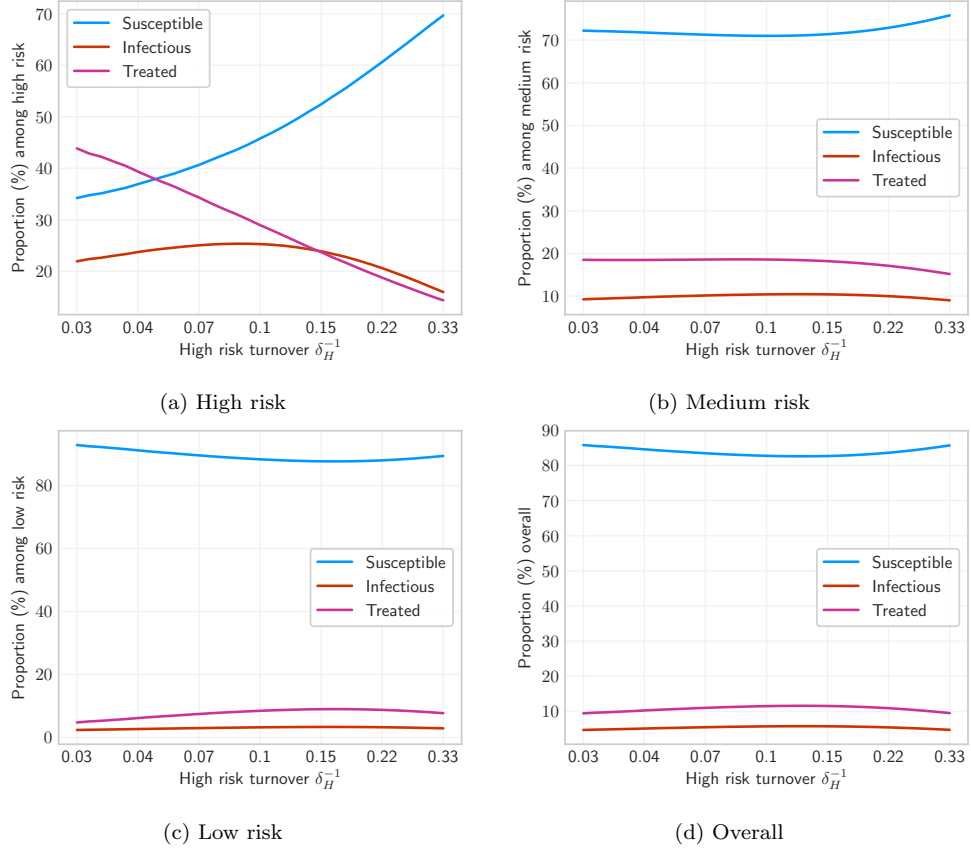 Proportion (%) among high risk
70
60
50
40
30
20
Susceptible
Infectious
Treated
0.03 0.04 0.07 0.1 0.15 0.22 0.33
High risk turnover δ_H^{-1}
(a) High risk
Proportion (%) among medium risk
70
60
50
40
30
20
10
Susceptible
Infectious
Treated
0.03 0.04 0.07 0.1 0.15 0.22 0.33
High risk turnover δ_H^{-1}
(b) Medium risk
Proportion (%) among low risk
80
60
40
20
0
Susceptible
Infectious
Treated
0.03 0.04 0.07 0.1 0.15 0.22 0.33
High risk turnover δ_H^{-1}
(c) Low risk
Proportion (%) overall
90
80
70
60
50
40
30
20
10
Susceptible
Infectious
Treated
0.03 0.04 0.07 0.1 0.15 0.22 0.33
High risk turnover δ_H^{-1}
(d) Overall